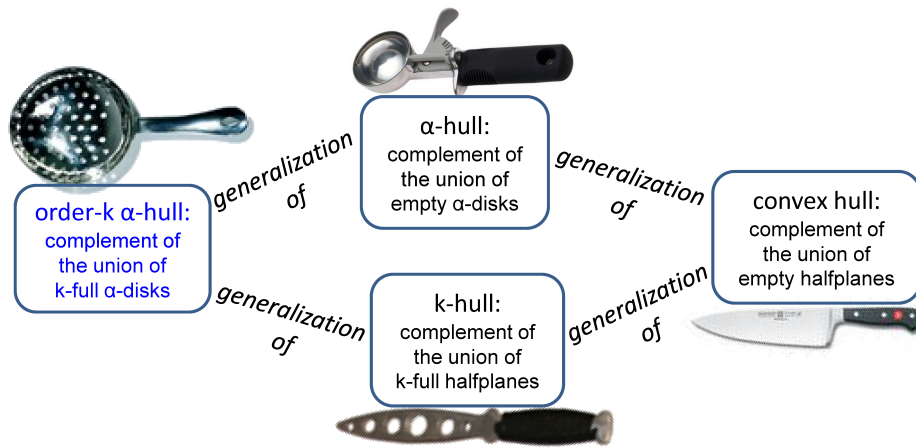 α-hull:
complement of
the union of
empty α-disks
generalization
of
generalization
of
order-k α-hull:
complement of
the union of
k-full α-disks
convex hull:
complement of
the union of
empty halfplanes
generalization
of
k-hull:
complement of
the union of
k-full halfplanes
generalization
of